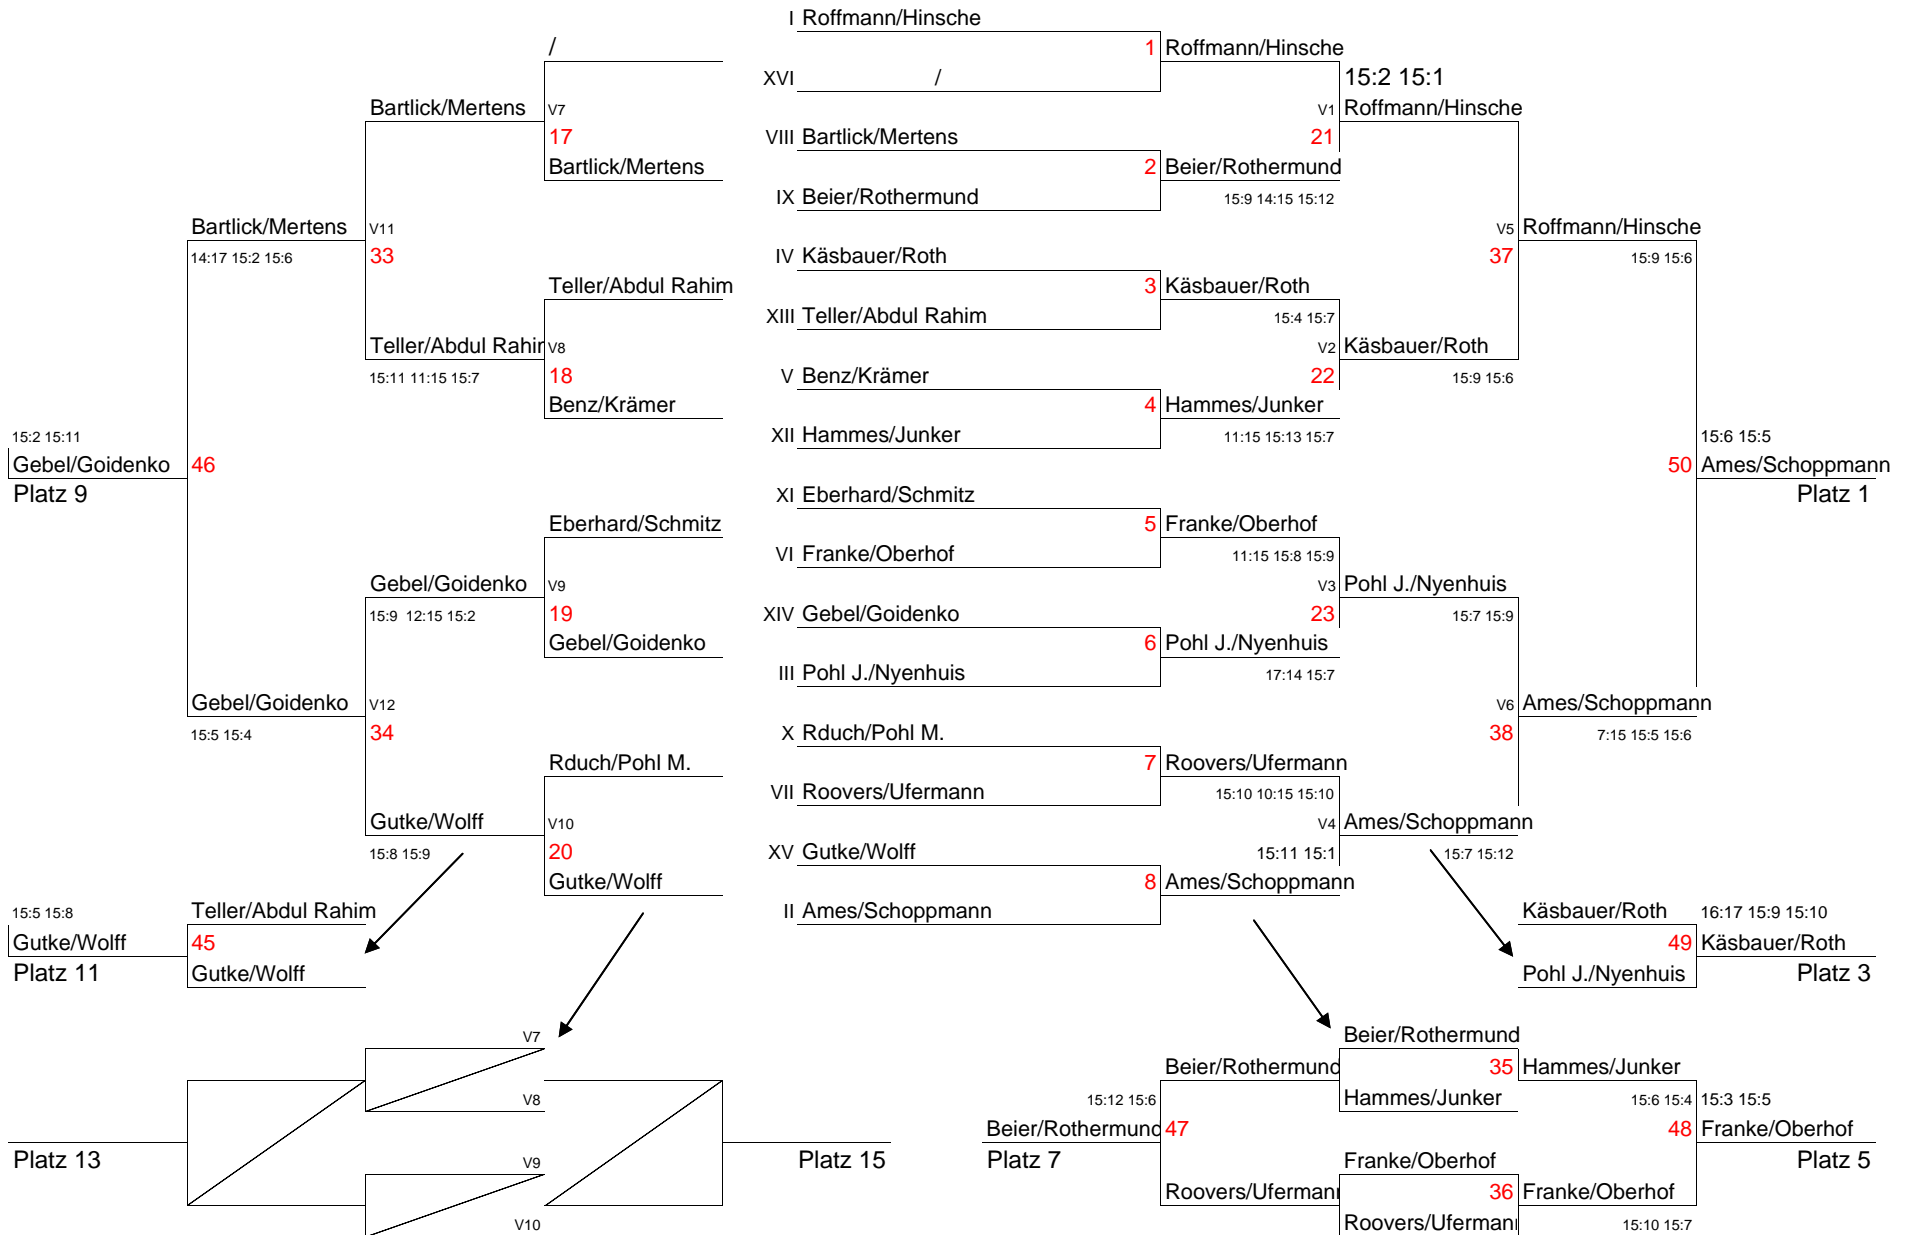 I Roffmann/Hinsche
/
1 Roffmann/Hinsche
XVI /
15:2 15:1
Bartlick/Mertens V7
V1 Roffmann/Hinsche
17
VIII Bartlick/Mertens
21
Bartlick/Mertens
2 Beier/Rothermund
IX Beier/Rothermund
15:9 14:15 15:12
Bartlick/Mertens V11
V5 Roffmann/Hinsche
14:17 15:2 15:6
33
IV Käsbauer/Roth
37
15:9 15:6
Teller/Abdul Rahim
3 Käsbauer/Roth
XIII Teller/Abdul Rahim
15:4 15:7
Teller/Abdul Rahir V8
V2 Käsbauer/Roth
15:11 11:15 15:7
18
V Benz/Krämer
22
15:9 15:6
Benz/Krämer
4 Hammes/Junker
15:2 15:11
XII Hammes/Junker
11:15 15:13 15:7
15:6 15:5
Gebel/Goidenko 46
50 Ames/Schoppmann
Platz 9
XI Eberhard/Schmitz
Platz 1
Eberhard/Schmitz
5 Franke/Oberhof
VI Franke/Oberhof
11:15 15:8 15:9
Gebel/Goidenko V9
V3 Pohl J./Nyenhuis
15:9 12:15 15:2
19
XIV Gebel/Goidenko
23
15:7 15:9
Gebel/Goidenko
6 Pohl J./Nyenhuis
III Pohl J./Nyenhuis
17:14 15:7
Gebel/Goidenko V12
V6 Ames/Schoppmann
15:5 15:4
34
X Rduch/Pohl M.
38
7:15 15:5 15:6
Rduch/Pohl M.
7 Roovers/Ufermann
VII Roovers/Ufermann
15:10 10:15 15:10
Gutke/Wolff V10
V4 Ames/Schoppmann
15:8 15:9
20
XV Gutke/Wolff
15:11 15:1
15:7 15:12
Gutke/Wolff
8 Ames/Schoppmann
15:5 15:8
Teller/Abdul Rahim
II Ames/Schoppmann
Käsbauer/Roth
16:17 15:9 15:10
Gutke/Wolff 45
49 Käsbauer/Roth
Platz 11
Gutke/Wolff
Pohl J./Nyenhuis
Platz 3
V7
Beier/Rothermund
Beier/Rothermund
35 Hammes/Junker
V8
15:12 15:6
Hammes/Junker
15:6 15:4
15:3 15:5
Beier/Rothermund 47
48 Franke/Oberhof
Platz 13
Platz 15
Platz 7
Platz 5
V9
Franke/Oberhof
Roovers/Ufermann
36 Franke/Oberhof
V10
Roovers/Ufermann
15:10 15:7